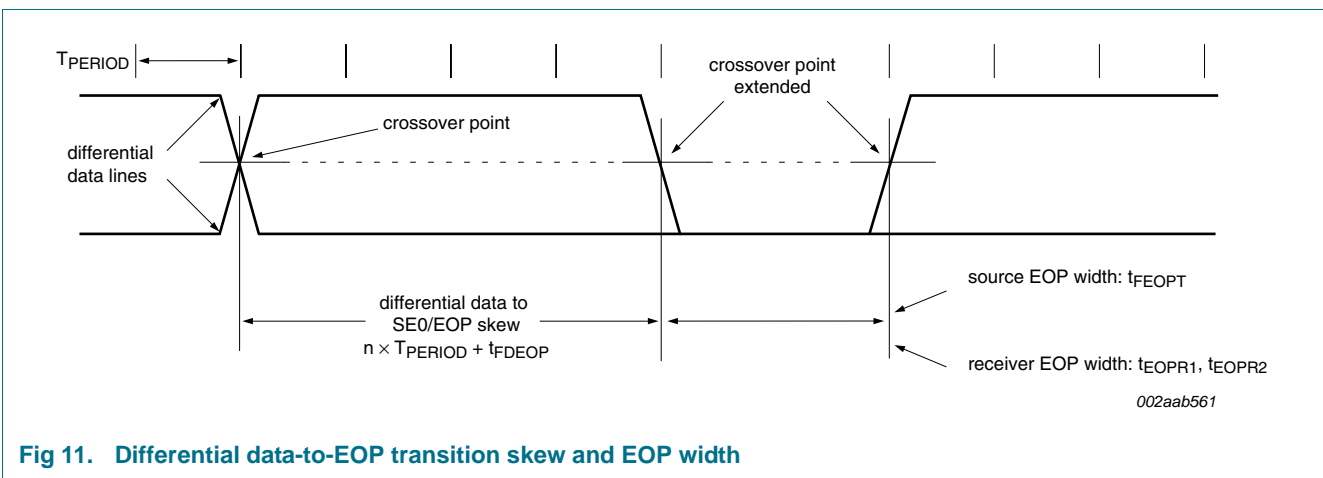 TPERIOD
crossover point
extended
crossover point
differential
data lines
differential data to
SE0/EOP skew
n × TPERIOD + tFDEOP
source EOP width: tFEOPT
receiver EOP width: tEOPR1, tEOPR2
002aab561
Fig 11. Differential data-to-EOP transition skew and EOP width